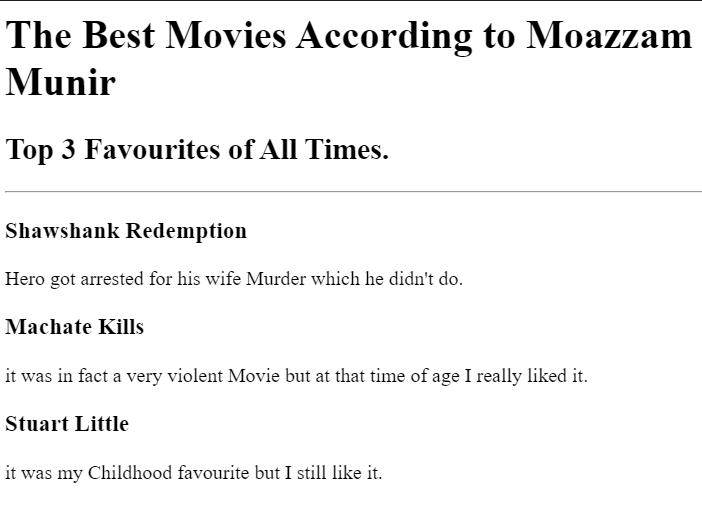 The Best Movies According to Moazzam
Munir
Top 3 Favourites of All Times.
Shawshank Redemption
Hero got arrested for his wife Murder which he didn't do.
Machate Kills
it was in fact a very violent Movie but at that time of age I really liked it.
Stuart Little
it was my Childhood favourite but I still like it.